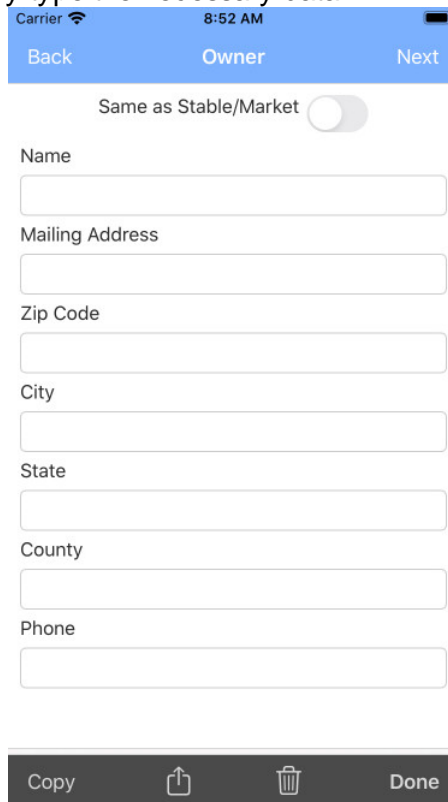 Carrier 8:52 AM
Back Owner Next
Same as Stable/Market
Name
Mailing Address
Zip Code
City
State
County
Phone
Copy Done